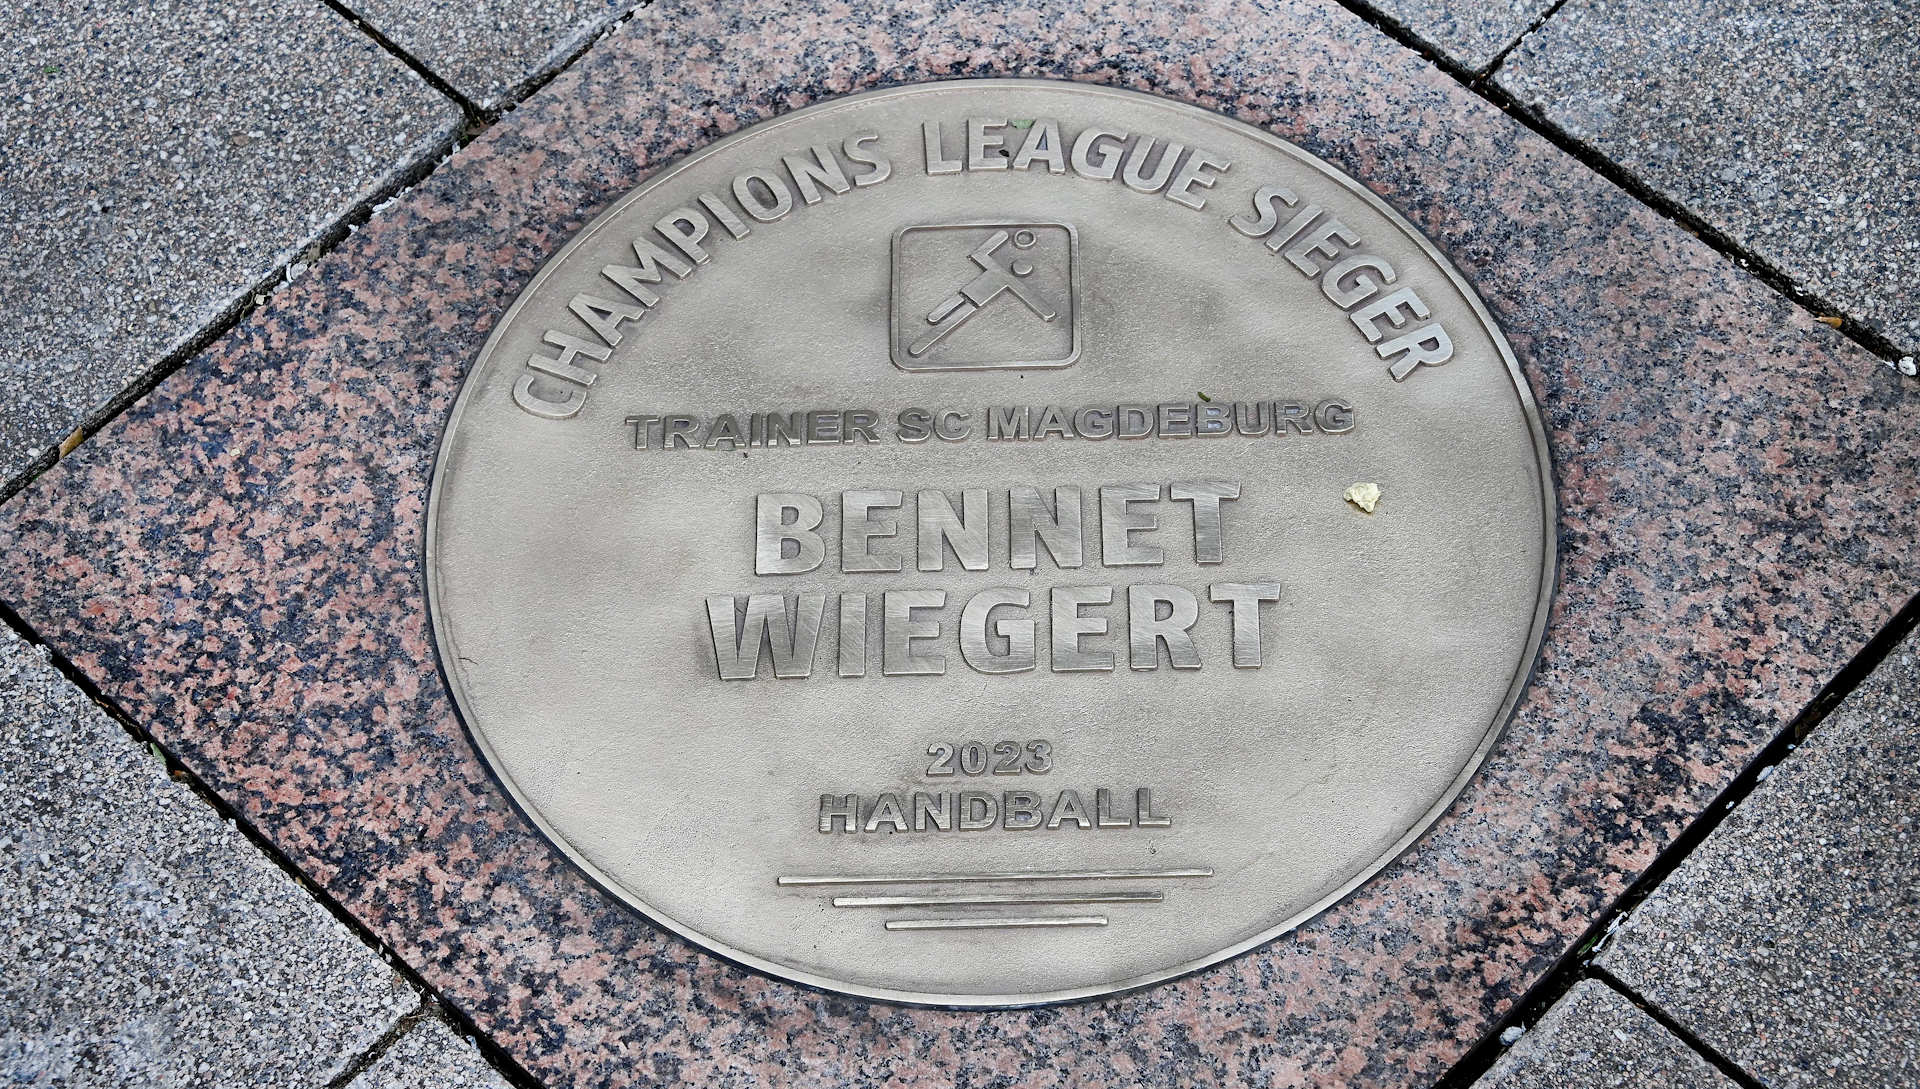 CHAMPIONS LEAGUE SIEGER
TRAINER SC MAGDEBURG
BENNET
WIEGERT
2023
HANDBALL